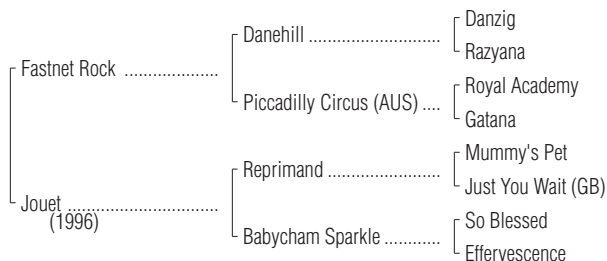 Danzig
Danehill ..............................
Razyana
Fastnet Rock .....................
Royal Academy
Piccadilly Circus (AUS) ....
Gatana
Mummy's Pet
Reprimand .........................
Just You Wait (GB)
Jouet ..................................
(1996)
So Blessed
Babycham Sparkle ............
Effervescence